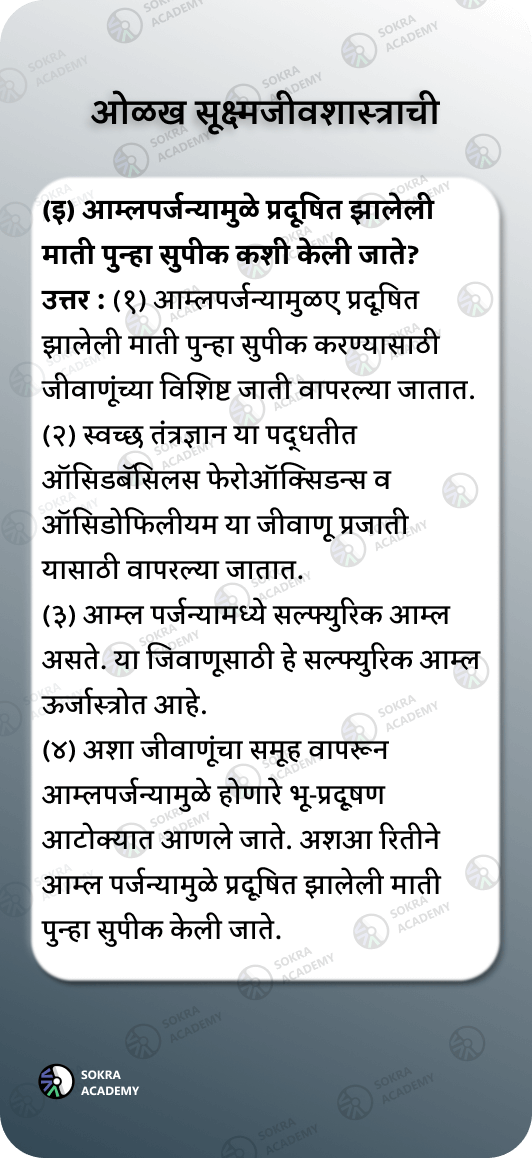 ओळख सूक्ष्मजीवशास्त्राची
(इ) आम्लपर्जन्यामुळे प्रदूषित झालेली
माती पुन्हा सुपीक कशी केली जाते?
उत्तर : (१) आम्लपर्जन्यामुळए प्रदूषित
झालेली माती पुन्हा सुपीक करण्यासाठी
जीवाणूंच्या विशिष्ट जाती वापरल्या जातात.
(२) स्वच्छ तंत्रज्ञान या पद्धतीत
ऑसिडबॅसिलस फेरोऑक्सिडन्स व
ऑसिडोफिलीयम या जीवाणू प्रजाती
यासाठी वापरल्या जातात.
(३) आम्ल पर्जन्यामध्ये सल्फ्युरिक आम्ल
असते. या जिवाणूसाठी हे सल्फ्युरिक आम्ल
ऊर्जास्त्रोत आहे.
(४) अशा जीवाणूंचा समूह वापरून
आम्लपर्जन्यामुळे होणारे भू-प्रदूषण
आटोक्यात आणले जाते. अशआ रितीने
आम्ल पर्जन्यामुळे प्रदूषित झालेली माती
पुन्हा सुपीक केली जाते.
SOKRA
ACADEMY